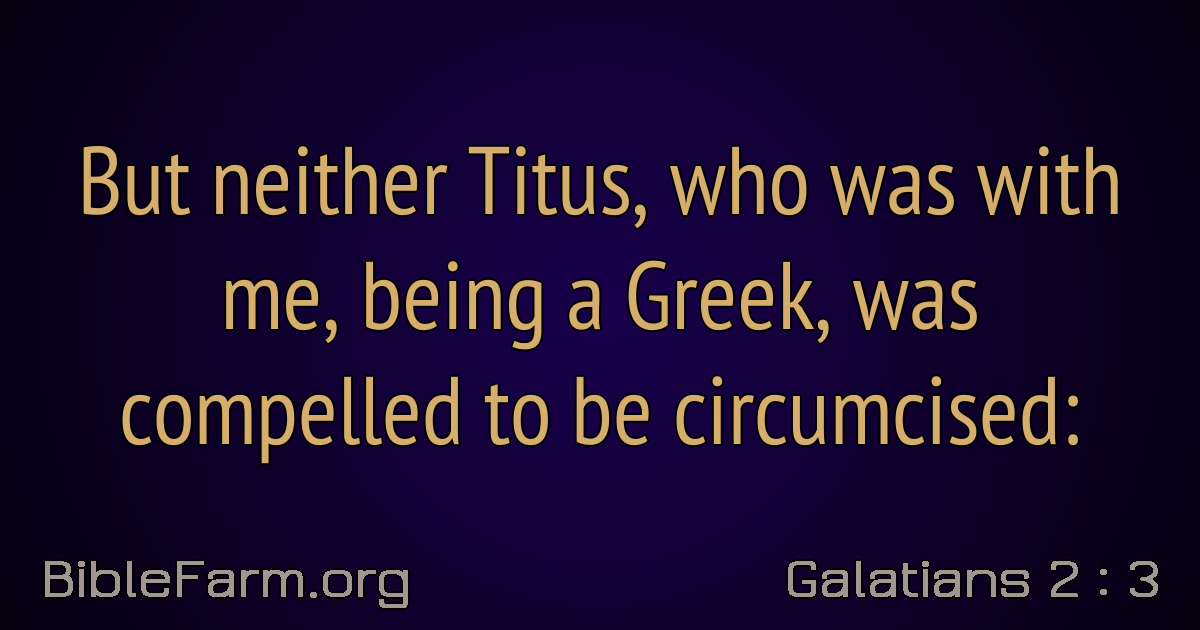 But neither Titus, who was with
me, being a Greek, was
compelled to be circumcised:
BibleFarm.org
Galatians 2 : 3